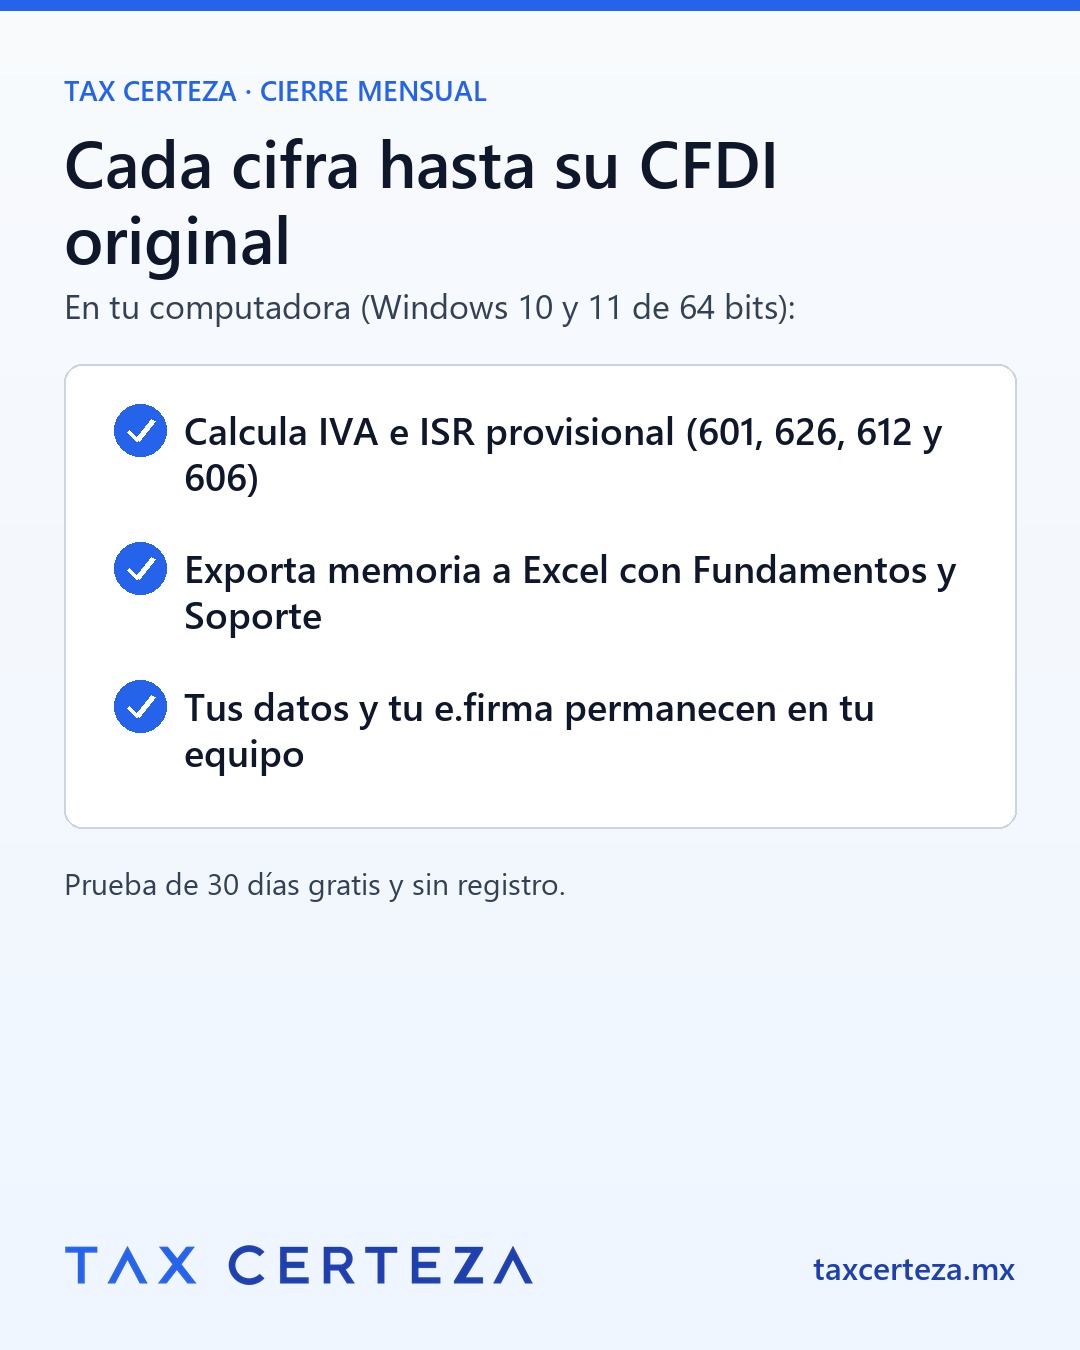 TAX CERTEZA · CIERRE MENSUAL
Cada cifra hasta su CFDI
original
En tu computadora (Windows 10 y 11 de 64 bits):
Calcula IVA e ISR provisional (601, 626, 612 y
606)
Exporta memoria a Excel con Fundamentos y
Soporte
Tus datos y tu e.firma permanecen en tu
equipo
Prueba de 30 días gratis y sin registro.
TAX CERTEZA
taxcerteza.mx